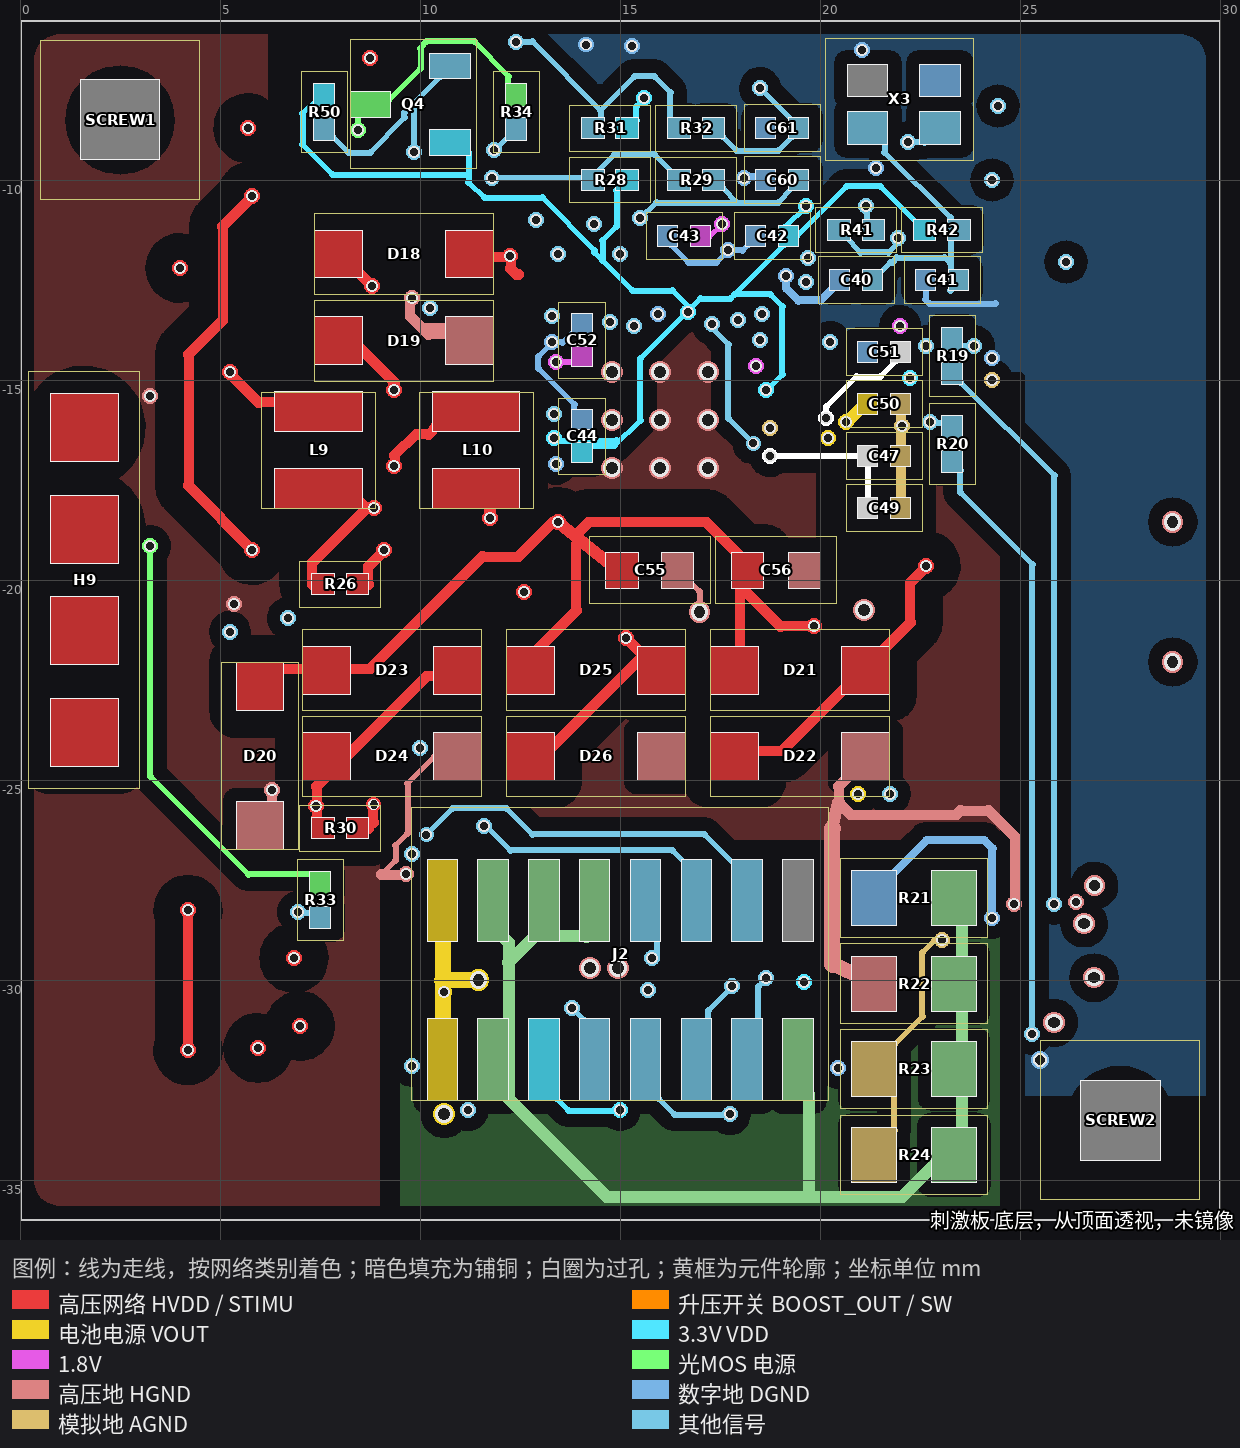 0 5 10 15 20 25 30
SCREW1
Q4
X3
R50
R34
R31
R32
C61
-10
R28
R29
C60
C43
C42
R41
R42
D18
C40
C41
D19
C52
C51
R19
-15
C50
C44
R20
L9
L10
C47
C49
H9
-20
R26
C55
C56
D23
D25
D21
D20
D24
D26
D22
-25
R30
R33
R21
J2
R22
-30
R23
SCREW2
R24
-35
刺激板 底层，从顶面透视，未镜像
图例：线为走线，按网络类别着色；暗色填充为铺铜；白圈为过孔；黄框为元件轮廓；坐标单位 mm
高压网络 HVDD / STIMU
升压开关 BOOST_OUT / SW
电池电源 VOUT
3.3V VDD
1.8V
光MOS 电源
高压地 HGND
数字地 DGND
模拟地 AGND
其他信号